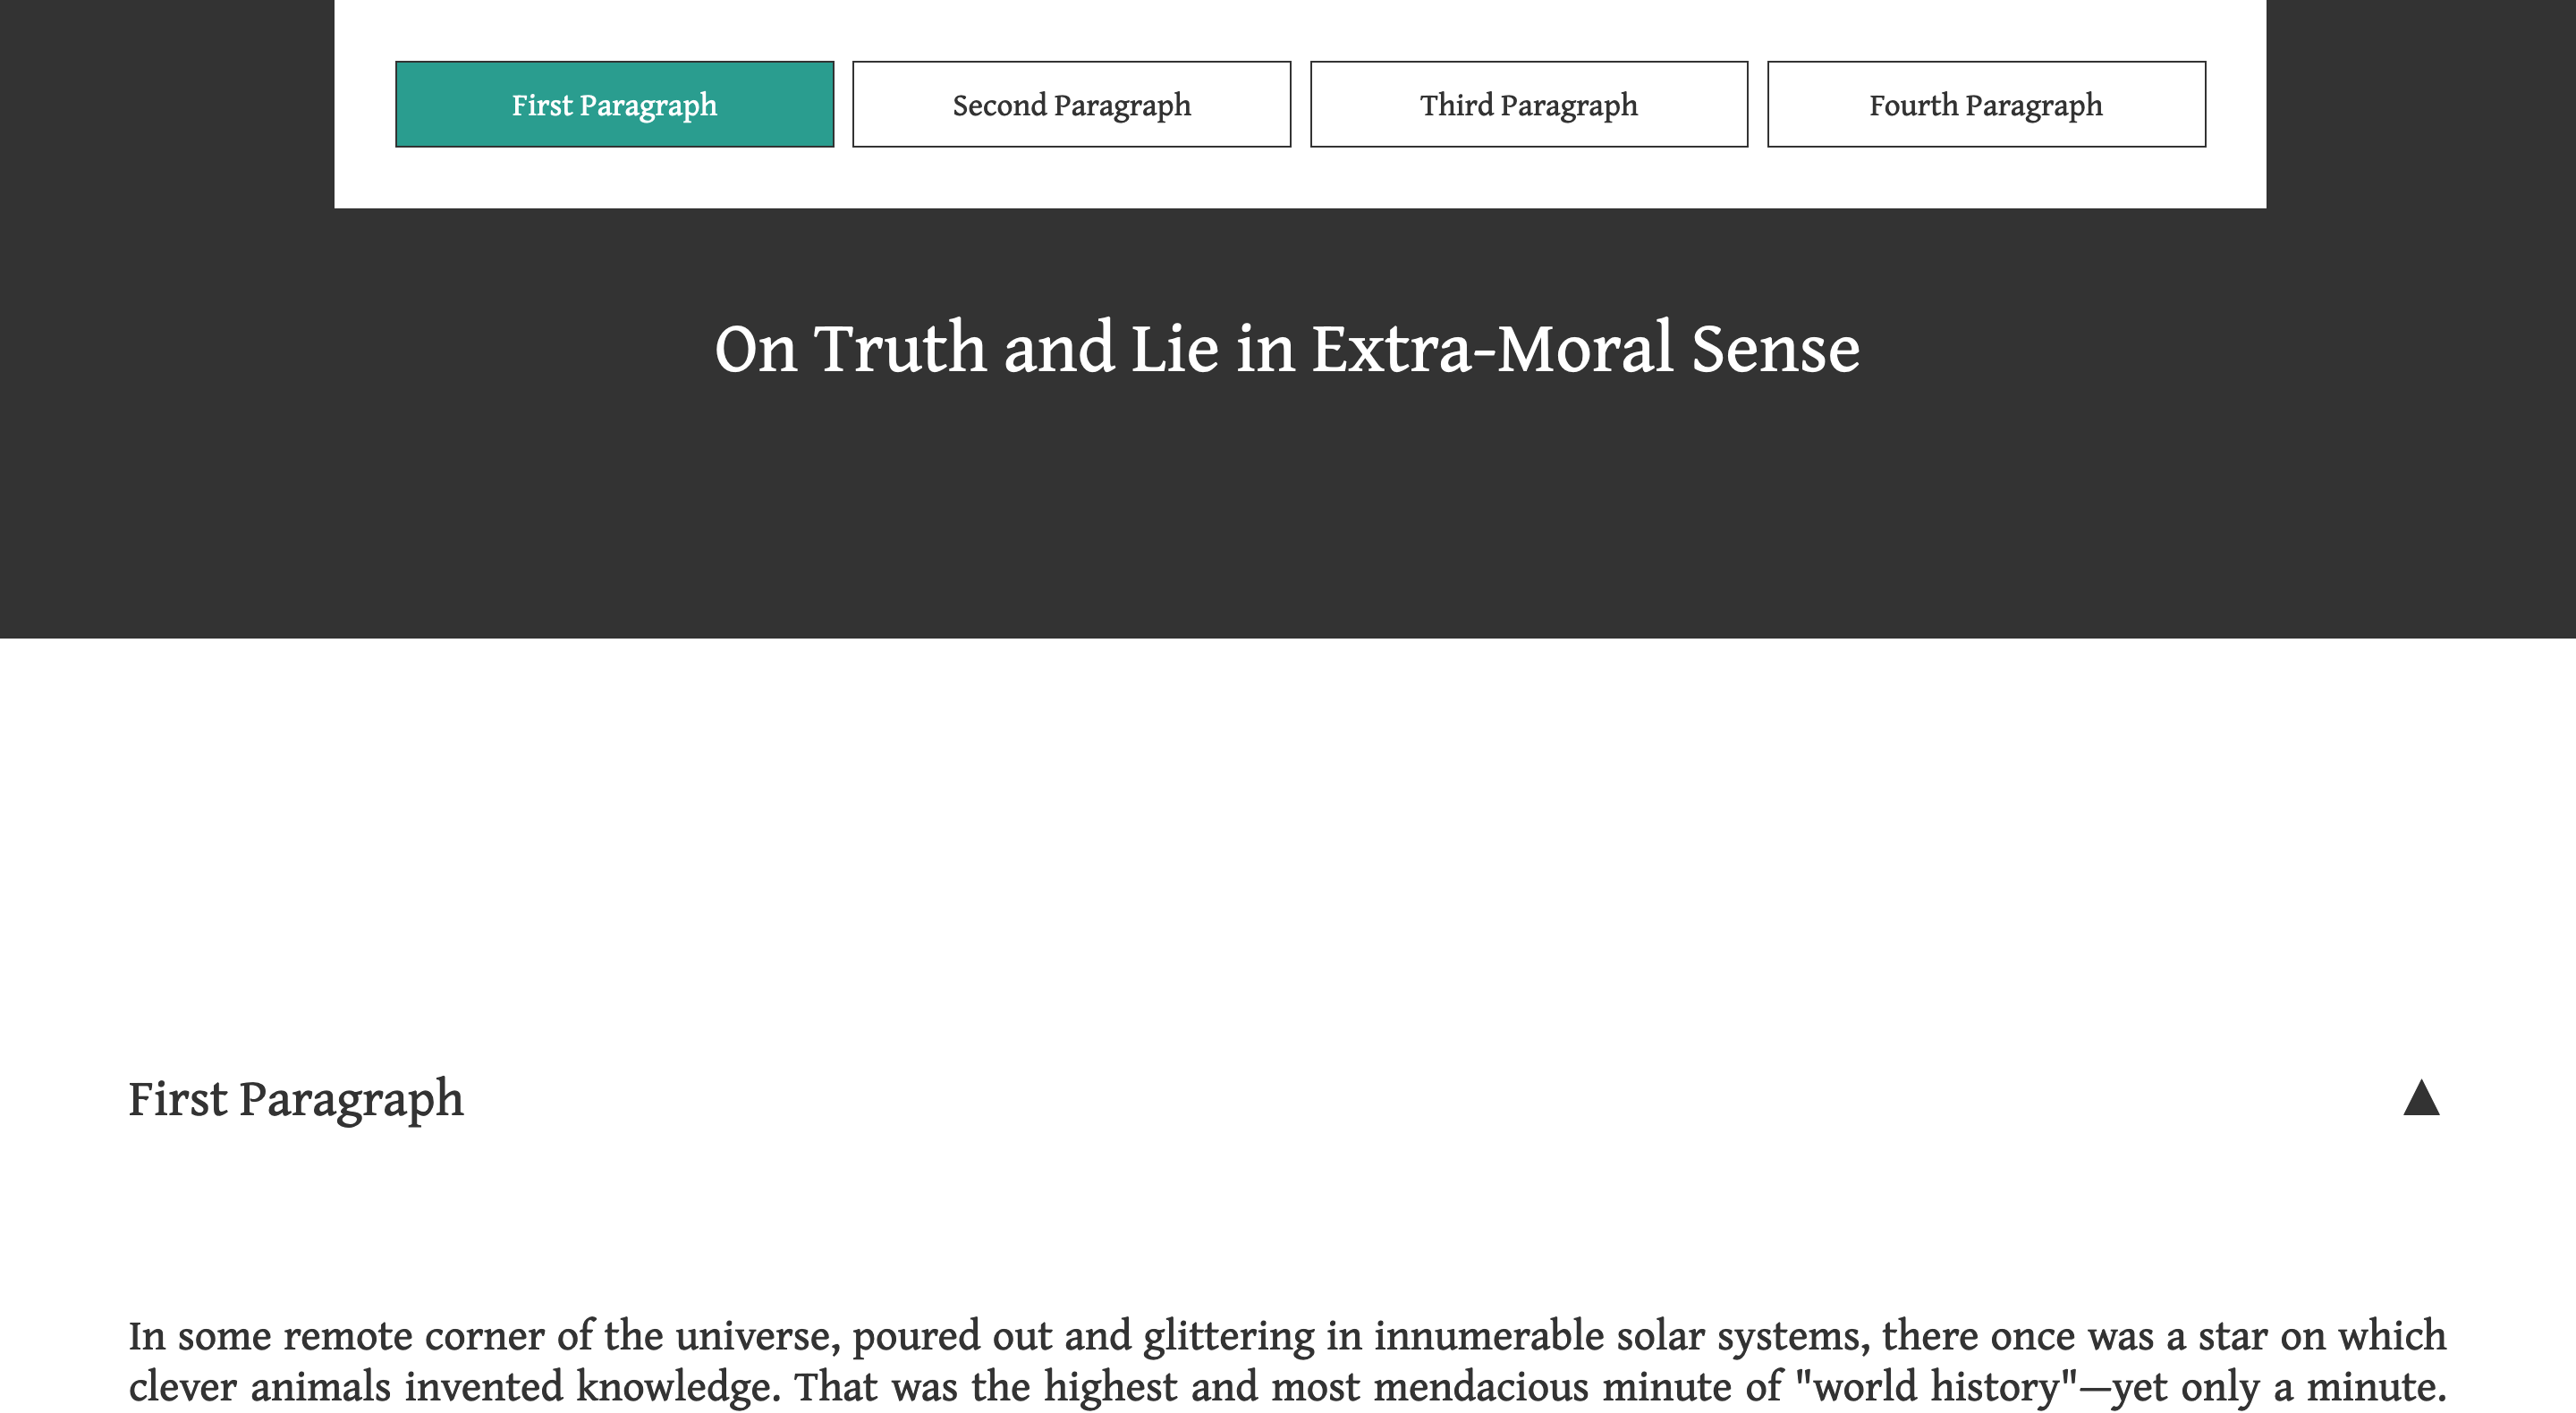 First Paragraph
Second Paragraph
Third Paragraph
Fourth Paragraph
On Truth and Lie in Extra-Moral Sense
First Paragraph
In some remote corner of the universe, poured out and glittering in innumerable solar systems, there once was a star on which
clever animals invented knowledge. That was the highest and most mendacious minute of "world history"—yet only a minute.